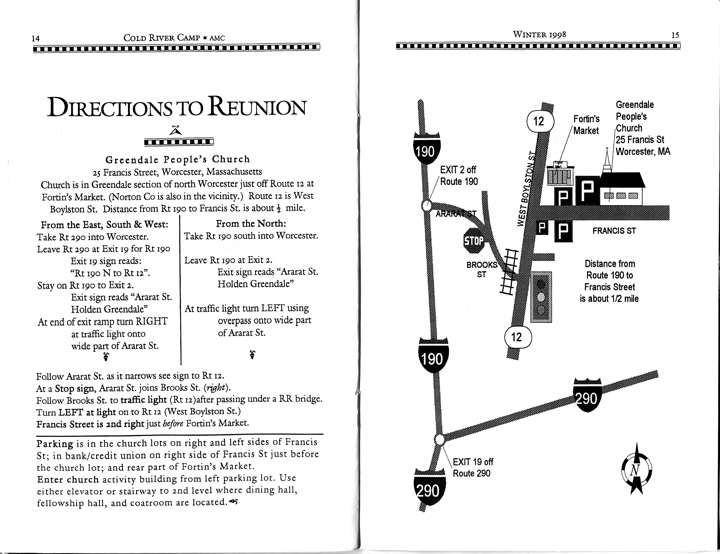 14
COLD RIVER CAMP • AMC
DIRECTIONS TO REUNION
Greendale People's Church
25 Francis Street, Worcester, Massachusetts
Church is in Greendale section of north Worcester just off Route 12 at
Fortin's Market. (Norton Co is also in the vicinity.) Route 12 is West
Boylston St. Distance from Rt 190 to Francis St. is about ½ mile.
From the East, South & West:
Take Rt 290 into Worcester.
Leave Rt 290 at Exit 19 for Rt 190
Exit 19 sign reads:
"Rt 190 N to Rt 12".
Stay on Rt 190 to Exit 2.
Exit sign reads "Ararat St.
Holden Greendale"
At end of exit ramp turn RIGHT
at traffic light onto
wide part of Ararat St.
From the North:
Take Rt 190 south into Worcester.
Leave Rt 190 at Exit 2.
Exit sign reads "Ararat St.
Holden Greendale"
At traffic light turn LEFT using
overpass onto wide part
of Ararat St.
Follow Ararat St. as it narrows see sign to Rt 12.
At a Stop sign, Ararat St. joins Brooks St. (right).
Follow Brooks St. to traffic light (Rt 12)after passing under a RR bridge.
Turn LEFT at light on to Rt 12 (West Boylston St.)
Francis Street is 2nd right just before Fortin's Market.
Parking is in the church lots on right and left sides of Francis
St; in bank/credit union on right side of Francis St just before
the church lot; and rear part of Fortin's Market.
Enter church activity building from left parking lot. Use
either elevator or stairway to 2nd level where dining hall,
fellowship hall, and coatroom are located.
WINTER 1998
15
12
Fortin's
Market
Greendale
People's
Church
25 Francis St
Worcester, MA
190
EXIT 2 off
Route 190
WEST BOYLSTON ST
P
P
ARARAT ST
P
P
FRANCIS ST
STOP
BROOKS
ST
Distance from
Route 190 to
Francis Street
is about 1/2 mile
12
190
290
EXIT 19 off
Route 290
290
N